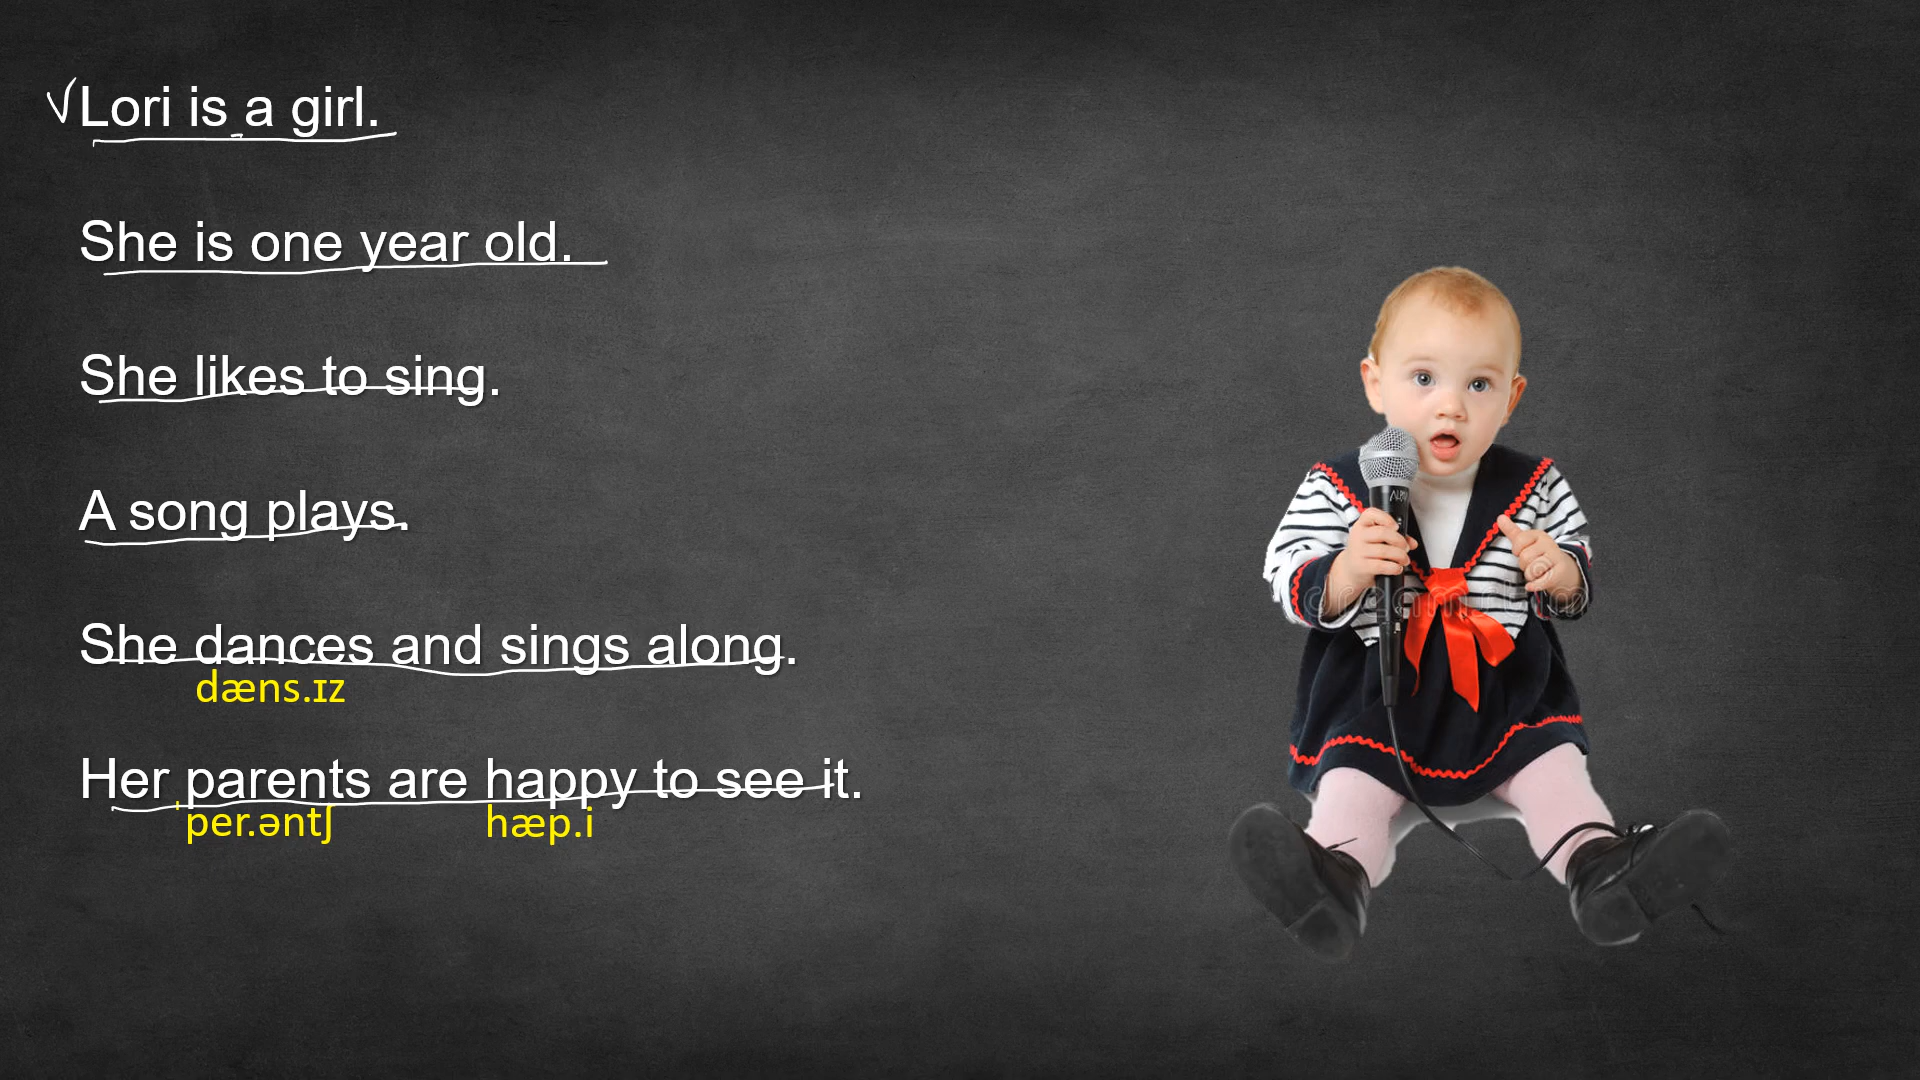 Lori is a girl.
She is one year old.
She likes to sing.
A song plays.
She dances and sings along.
dæns.ɪz
Her parents are happy to see it.
ˈper.əntʃ hæp.i